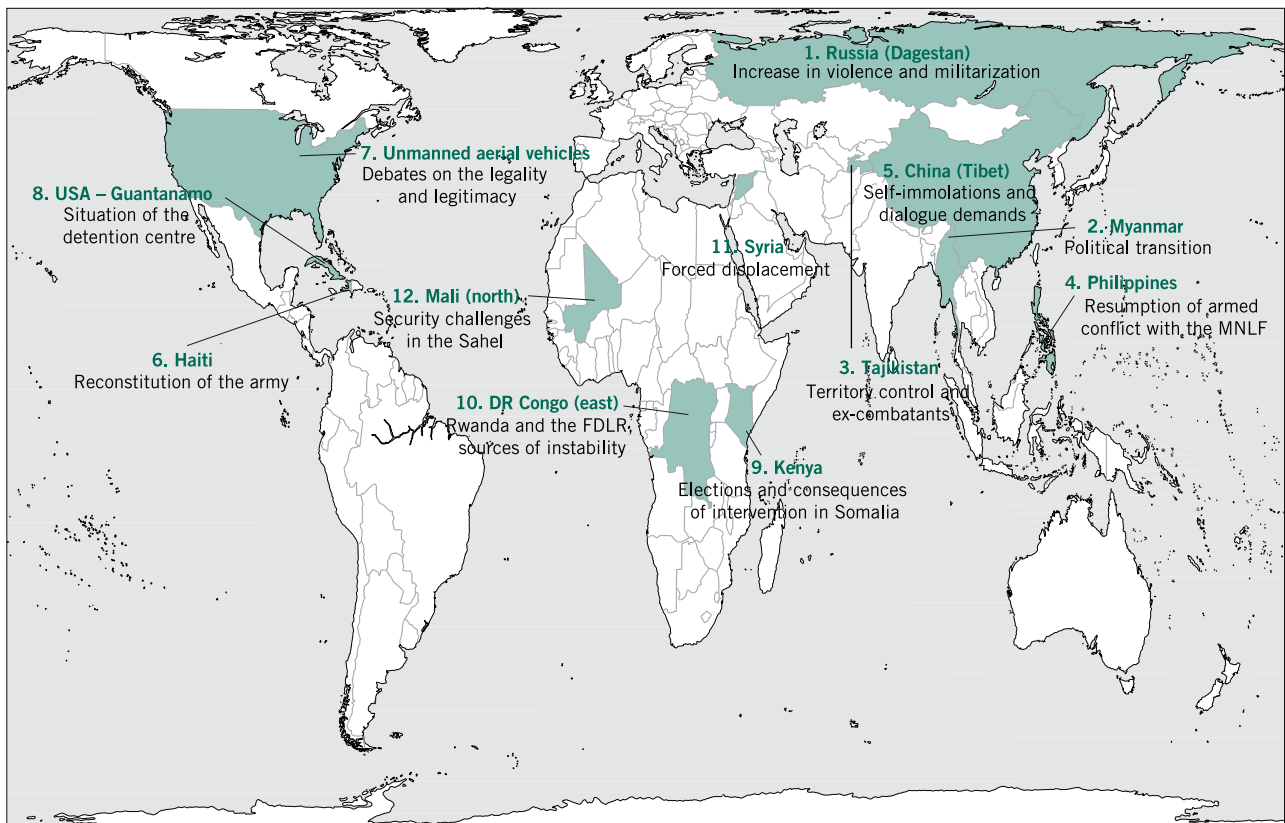 1. Russia (Dagestan)
Increase in violence and militarization
7. Unmanned aerial vehicles
Debates on the legality
and legitimacy
8. USA – Guantanamo
Situation of the
detention centre
5. China (Tibet)
Self-immolations and
dialogue demands
2. Myanmar
Political transition
11. Syria
Forced displacement
4. Philippines
Resumption of armed
conflict with the MNLF
12. Mali (north)
Security challenges
in the Sahel
6. Haiti
Reconstitution of the army
3. Tajikistan
Territory control and
ex-combatants
10. DR Congo (east)
Rwanda and the FDLR,
sources of instability
9. Kenya
Elections and consequences
of intervention in Somalia